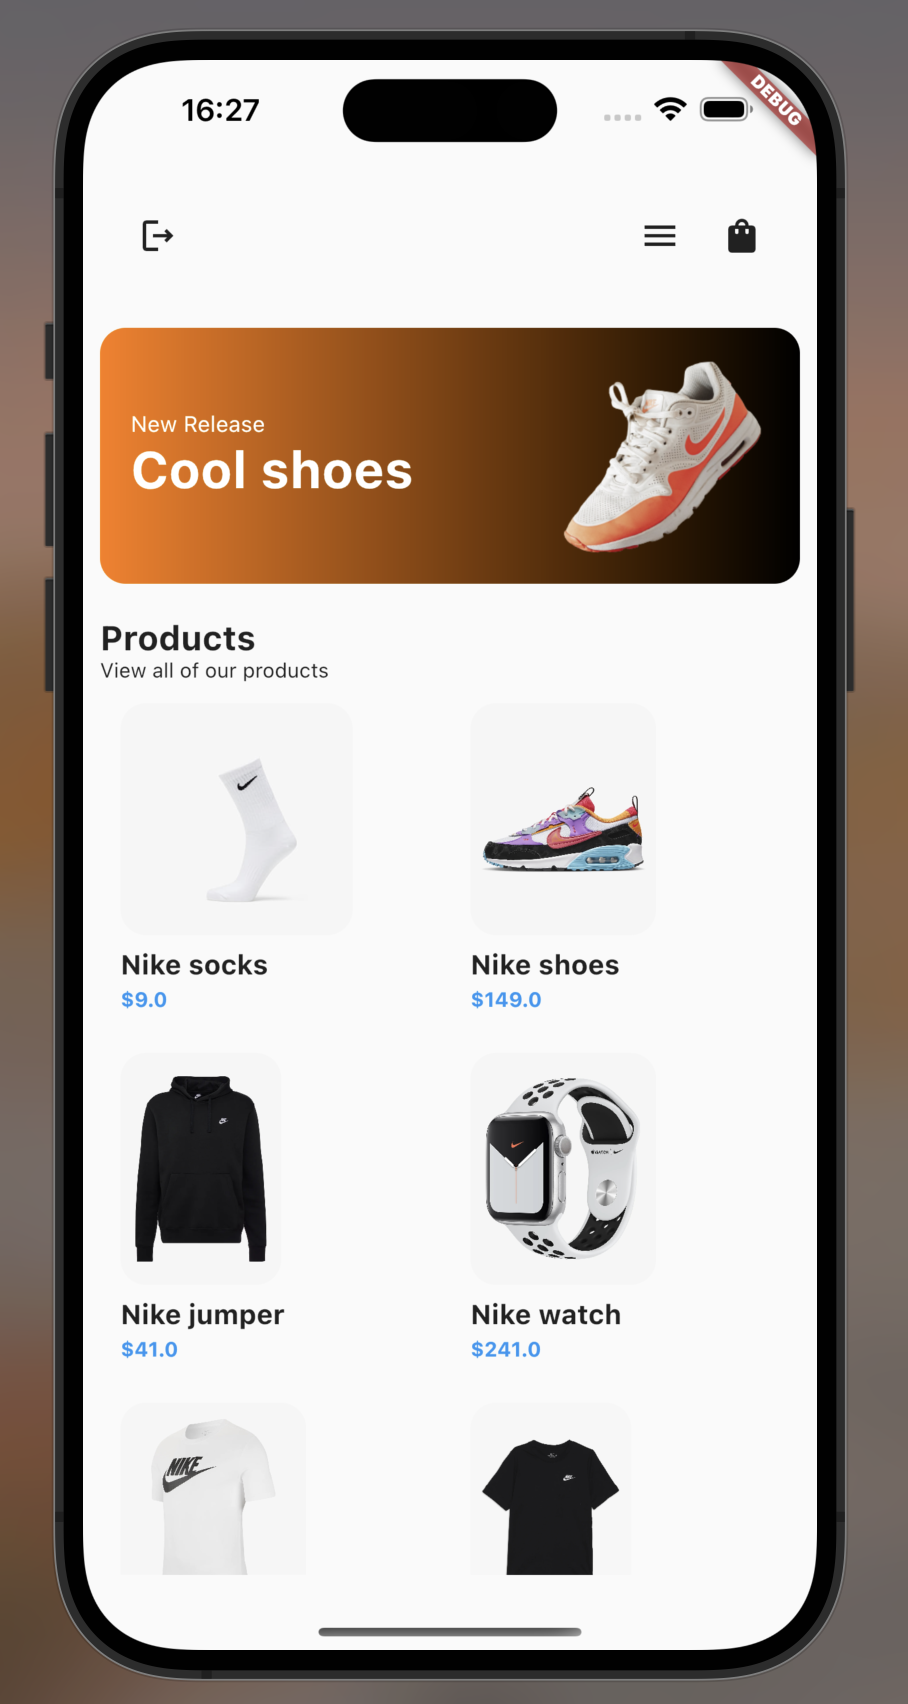 16:27
DEBUG
New Release
Cool shoes
Products
View all of our products
Nike socks
$9.0
Nike shoes
$149.0
Nike jumper
$41.0
Nike watch
$241.0
NIKE